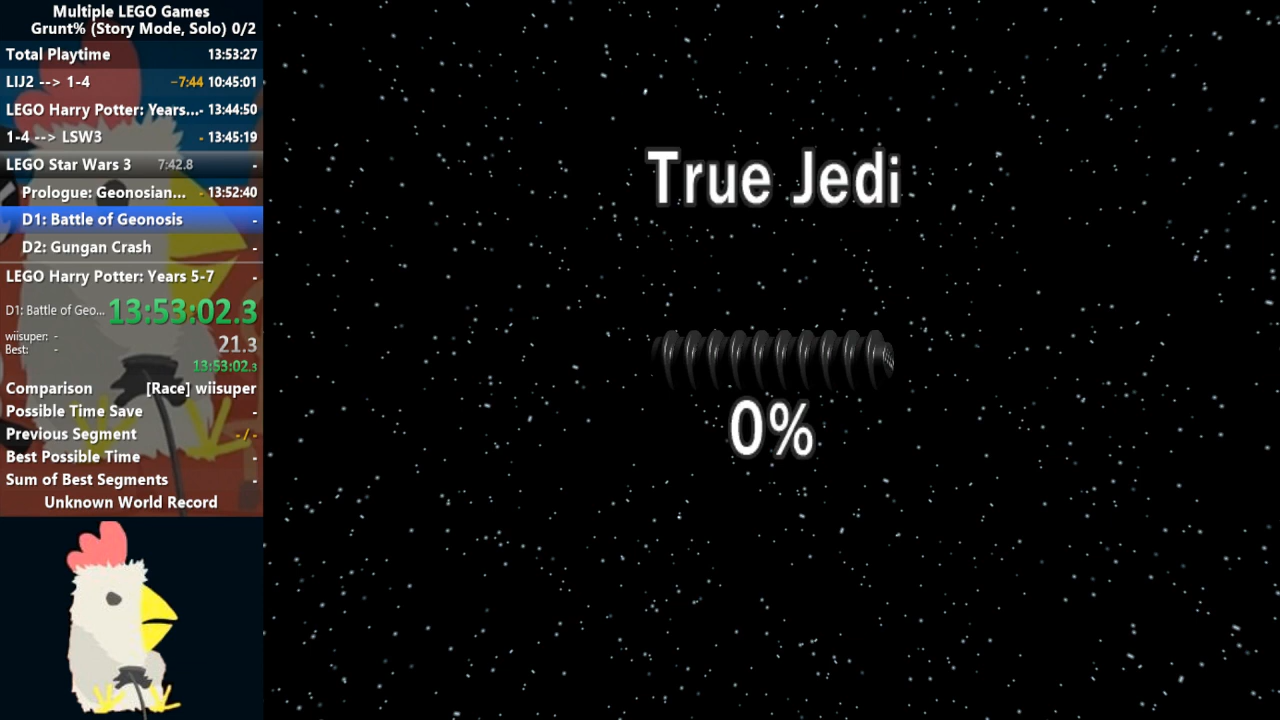 Multiple LEGO Games
Grunt% (Story Mode, Solo) 0/2
Total Playtime 13:53:27
LIJ2 --> 1-4 −7:44 10:45:01
LEGO Harry Potter: Years...- 13:44:50
1-4 --> LSW3 - 13:45:19
LEGO Star Wars 3 7:42.8 -
Prologue: Geonosian... - 13:52:40
D1: Battle of Geonosis -
D2: Gungan Crash -
LEGO Harry Potter: Years 5-7 -
D1: Battle of Geo... 13:53:02.3
wiisuper: -
Best: - 21.3
13:53:02.3
Comparison [Race] wiisuper
Possible Time Save -
Previous Segment - / -
Best Possible Time -
Sum of Best Segments -
Unknown World Record
True Jedi
0%